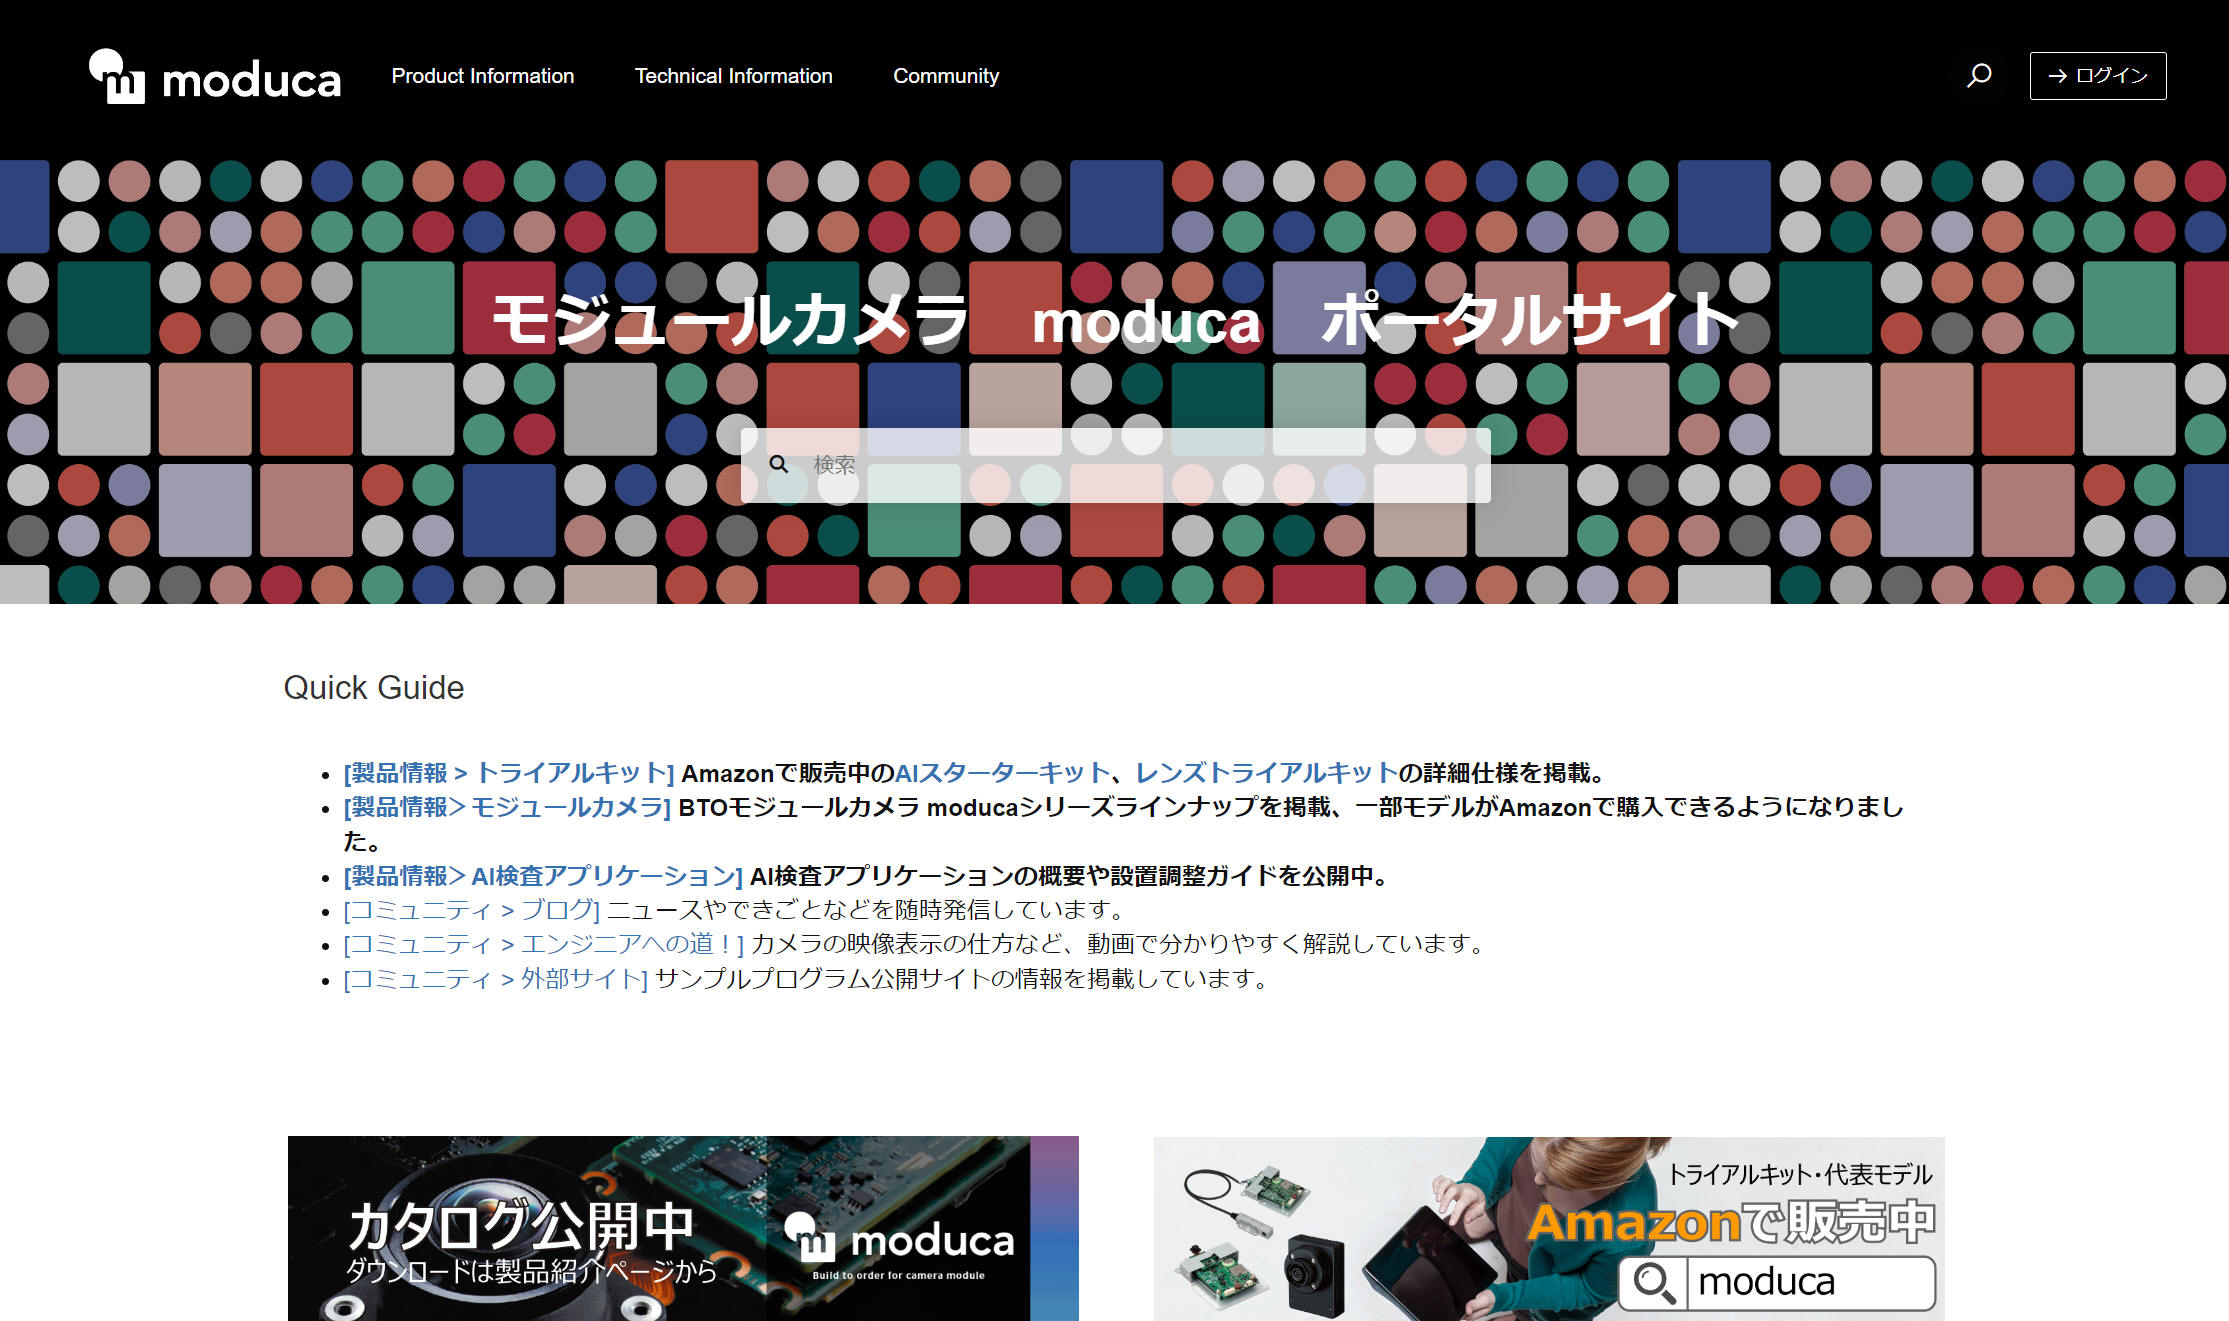 moduca
Product Information
Technical Information
Community
→ ログイン
モジュールカメラ　moduca　ポータルサイト
検索
Quick Guide
[製品情報 > トライアルキット] Amazonで販売中のAIスターターキット、レンズトライアルキットの詳細仕様を掲載。
[製品情報＞モジュールカメラ] BTOモジュールカメラ moducaシリーズラインナップを掲載、一部モデルがAmazonで購入できるようになりまし
た。
[製品情報＞AI検査アプリケーション] AI検査アプリケーションの概要や設置調整ガイドを公開中。
[コミュニティ > ブログ] ニュースやできごとなどを随時発信しています。
[コミュニティ > エンジニアへの道！] カメラの映像表示の仕方など、動画で分かりやすく解説しています。
[コミュニティ > 外部サイト] サンプルプログラム公開サイトの情報を掲載しています。
カタログ公開中
ダウンロードは製品紹介ページから
moduca
Build to order for camera module
トライアルキット・代表モデル
Amazonで販売中
moduca